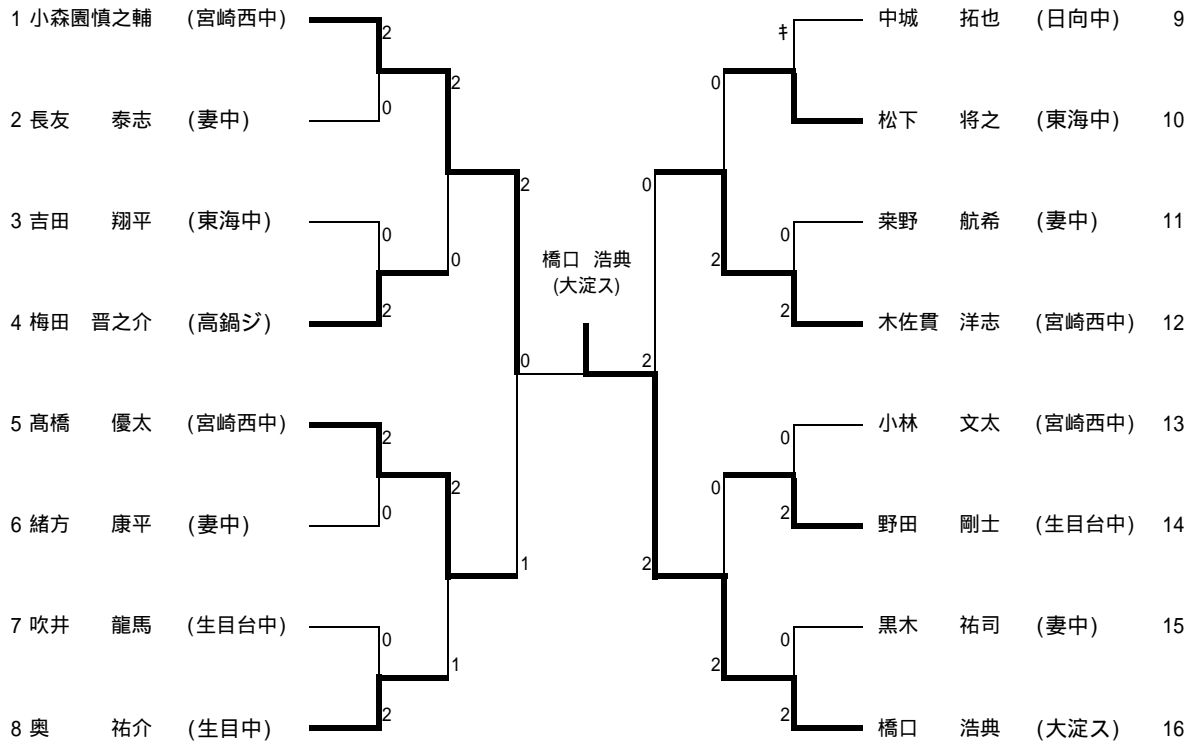 1 小森園慎之輔 (宮崎西中)
2
2 長友 泰志 (妻中)
0
2
3 吉田 翔平 (東海中)
0
4 梅田 晋之介 (高鍋ジ)
2
0
2
5 髙橋 優太 (宮崎西中)
2
6 緒方 康平 (妻中)
0
2
7 吹井 龍馬 (生目台中)
0
8 奥 祐介 (生目中)
2
1
1
0
橋口 浩典
(大淀ス)
2
中城 拓也 (日向中) 9
キ
松下 将之 (東海中) 10
0
0
来野 航希 (妻中) 11
0
木佐貫 洋志 (宮崎西中) 12
2
2
小林 文太 (宮崎西中) 13
0
野田 剛士 (生目台中) 14
2
0
2
黒木 祐司 (妻中) 15
0
橋口 浩典 (大淀ス) 16
2
2